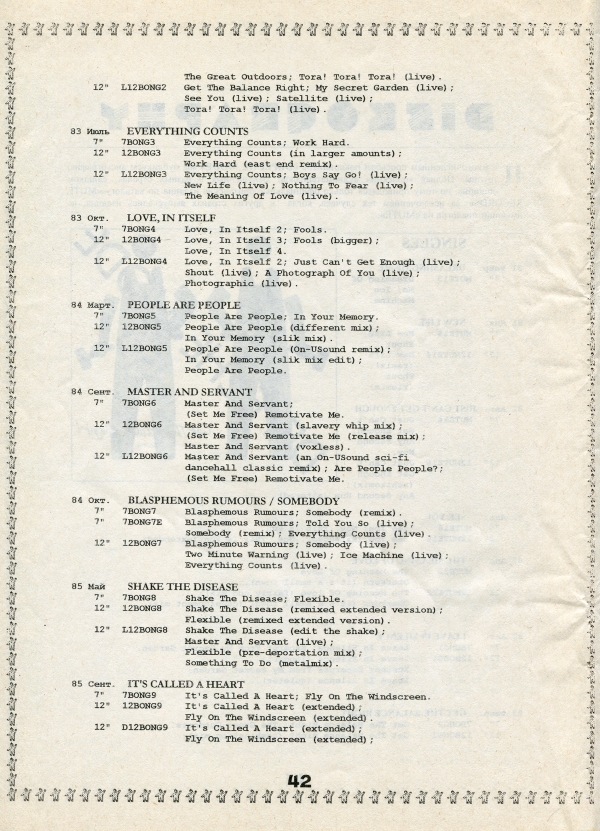 The Great Outdoors; Tora! Tora! Tora! (live).
12" L12BONG2 Get The Balance Right; My Secret Garden (live);
See You (live); Satellite (live);
Tora! Tora! Tora! (live).
83 Июль EVERYTHING COUNTS
7" 7BONG3 Everything Counts; Work Hard.
12" 12BONG3 Everything Counts (in larger amounts);
Work Hard (east end remix).
12" L12BONG3 Everything Counts; Boys Say Go! (live);
New Life (live); Nothing To Fear (live);
The Meaning Of Love (live).
83 Окт. LOVE, IN ITSELF
7" 7BONG4 Love, In Itself 2; Fools.
12" 12BONG4 Love, In Itself 3; Fools (bigger);
Love, In Itself 4.
12" L12BONG4 Love, In Itself 2; Just Can't Get Enough (live);
Shout (live); A Photograph Of You (live);
Photographic (live).
84 Март. PEOPLE ARE PEOPLE
7" 7BONG5 People Are People; In Your Memory.
12" 12BONG5 People Are People (different mix);
In Your Memory (slik mix).
12" L12BONG5 People Are People (On-USound remix);
In Your Memory (slik mix edit);
People Are People.
84 Сент. MASTER AND SERVANT
7" 7BONG6 Master And Servant;
(Set Me Free) Remotivate Me.
12" 12BONG6 Master And Servant (slavery whip mix);
(Set Me Free) Remotivate Me (release mix);
Master And Servant (voxless).
12" L12BONG6 Master And Servant (an On-USound sci-fi
dancehall classic remix); Are People People?;
(Set Me Free) Remotivate Me.
84 Окт. BLASPHEMOUS RUMOURS / SOMEBODY
7" 7BONG7 Blasphemous Rumours; Somebody (remix).
7" 7BONG7E Blasphemous Rumours; Told You So (live);
Somebody (remix); Everything Counts (live).
12" 12BONG7 Blasphemous Rumours; Somebody (live);
Two Minute Warning (live); Ice Machine (live);
Everything Counts (live).
85 Май SHAKE THE DISEASE
7" 7BONG8 Shake The Disease; Flexible.
12" 12BONG8 Shake The Disease (remixed extended version);
Flexible (remixed extended version).
12" L12BONG8 Shake The Disease (edit the shake);
Master And Servant (live);
Flexible (pre-deportation mix);
Something To Do (metalmix).
85 Сент. IT'S CALLED A HEART
7" 7BONG9 It's Called A Heart; Fly On The Windscreen.
12" 12BONG9 It's Called A Heart (extended);
Fly On The Windscreen (extended).
12" D12BONG9 It's Called A Heart (extended);
Fly On The Windscreen (extended);
42